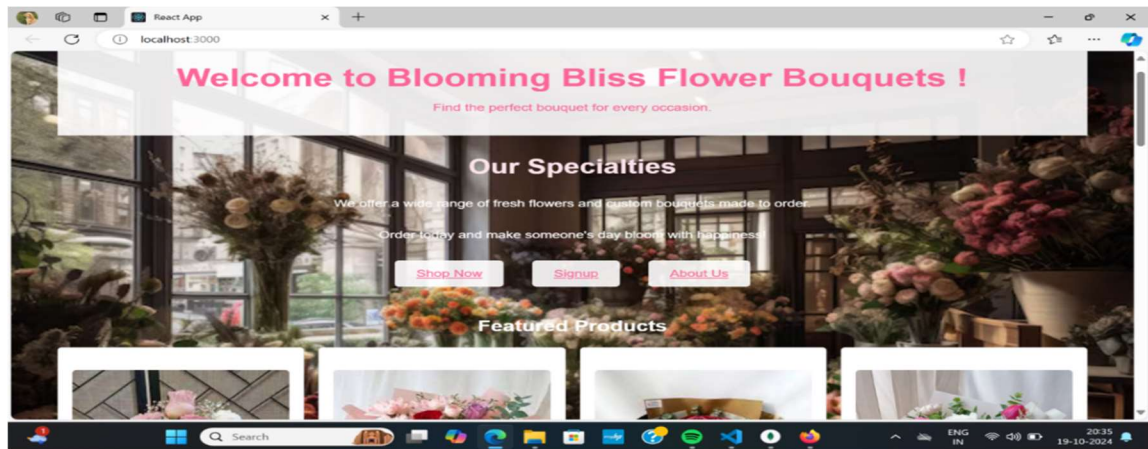 React App
localhost:3000
Welcome to Blooming Bliss Flower Bouquets !
Find the perfect bouquet for every occasion.
Our Specialties
We offer a wide range of fresh flowers and custom bouquets made to order.
Order today and make someone's day bloom with happiness!
Shop Now Signup About Us
Featured Products
Search
ENG 20:35
IN 19-10-2024